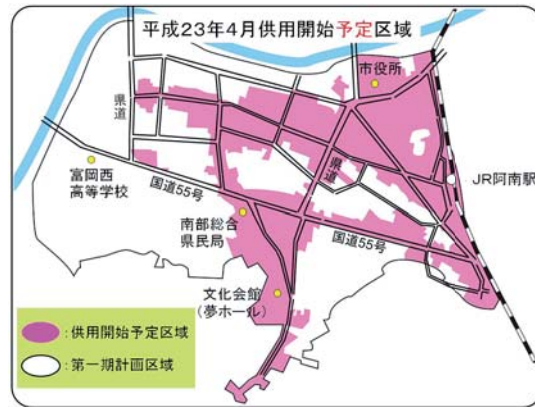 平成23年4月供用開始予定区域
市役所
県道
県道
JR阿南駅
富岡西
高等学校
国道55号
南部総合
県民局
国道55号
文化会館
(夢ホール)
:供用開始予定区域
:第一期計画区域